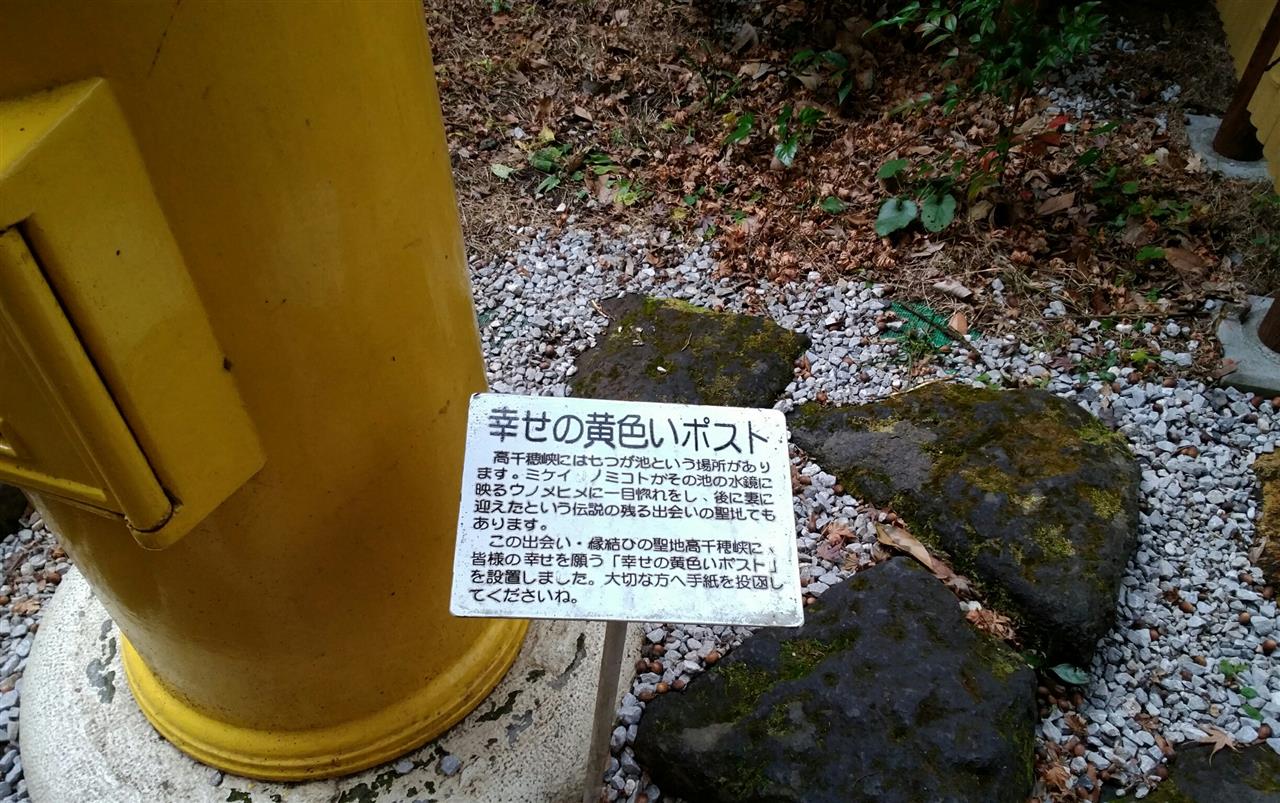 幸せの黄色いポスト
高千穂峡には七つが池という場所があり
ます。ミケイ ノミコトがその池の水鏡に
映るウノメヒメに一目惚れをし、後に妻に
迎えたという伝説の残る出会いの聖地でも
あります。
この出会い・縁結びの聖地高千穂峡に、
皆様の幸せを願う「幸せの黄色いポスト」
を設置しました。大切な方へ手紙を投函し
てくださいね。